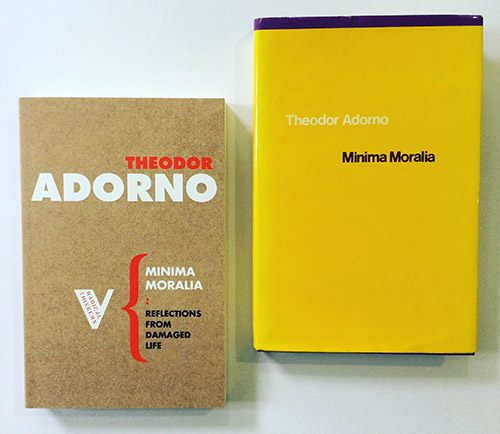 THEODOR
ADORNO
V
RADICAL
THINKERS
MINIMA
MORALIA
:
REFLECTIONS
FROM
DAMAGED
LIFE
Theodor Adorno
Minima Moralia